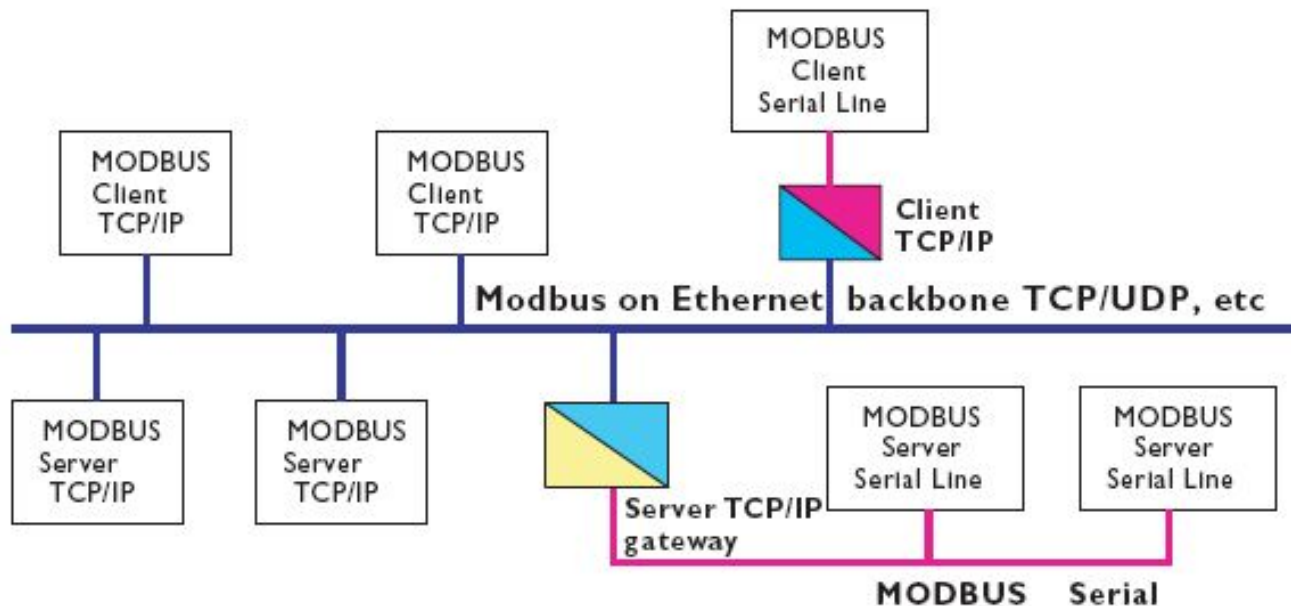 MODBUS
Client
Serial Line
MODBUS
Client
TCP/IP
MODBUS
Client
TCP/IP
Client
TCP/IP
Modbus on Ethernet backbone TCP/UDP, etc
MODBUS
Server
TCP/IP
MODBUS
Server
TCP/IP
MODBUS
Server
Serial Line
MODBUS
Server
Serial Line
Server TCP/IP
gateway
MODBUS Serial